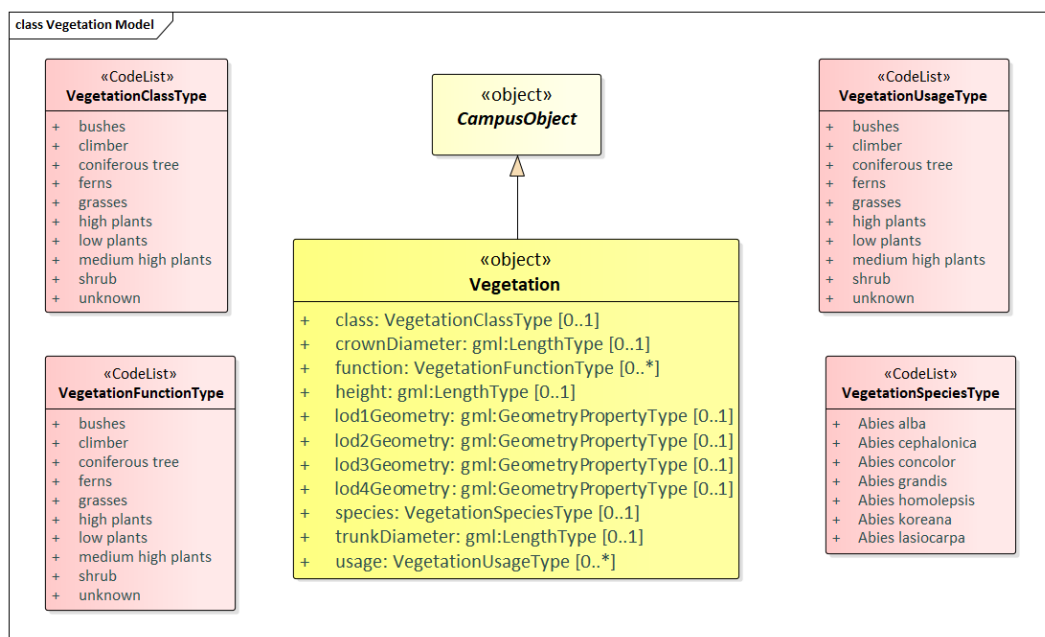 class Vegetation Model
«CodeList»
VegetationClassType
+ bushes
+ climber
+ coniferous tree
+ ferns
+ grasses
+ high plants
+ low plants
+ medium high plants
+ shrub
+ unknown
«object»
CampusObject
«CodeList»
VegetationUsageType
+ bushes
+ climber
+ coniferous tree
+ ferns
+ grasses
+ high plants
+ low plants
+ medium high plants
+ shrub
+ unknown
«object»
Vegetation
+ class: VegetationClassType [0..1]
+ crownDiameter: gml:LengthType [0..1]
+ function: VegetationFunctionType [0..*]
+ height: gml:LengthType [0..1]
+ lod1Geometry: gml:GeometryPropertyType [0..1]
+ lod2Geometry: gml:GeometryPropertyType [0..1]
+ lod3Geometry: gml:GeometryPropertyType [0..1]
+ lod4Geometry: gml:GeometryPropertyType [0..1]
+ species: VegetationSpeciesType [0..1]
+ trunkDiameter: gml:LengthType [0..1]
+ usage: VegetationUsageType [0..*]
«CodeList»
VegetationFunctionType
+ bushes
+ climber
+ coniferous tree
+ ferns
+ grasses
+ high plants
+ low plants
+ medium high plants
+ shrub
+ unknown
«CodeList»
VegetationSpeciesType
+ Abies alba
+ Abies cephalonica
+ Abies concolor
+ Abies grandis
+ Abies homolepsis
+ Abies koreana
+ Abies lasiocarpa